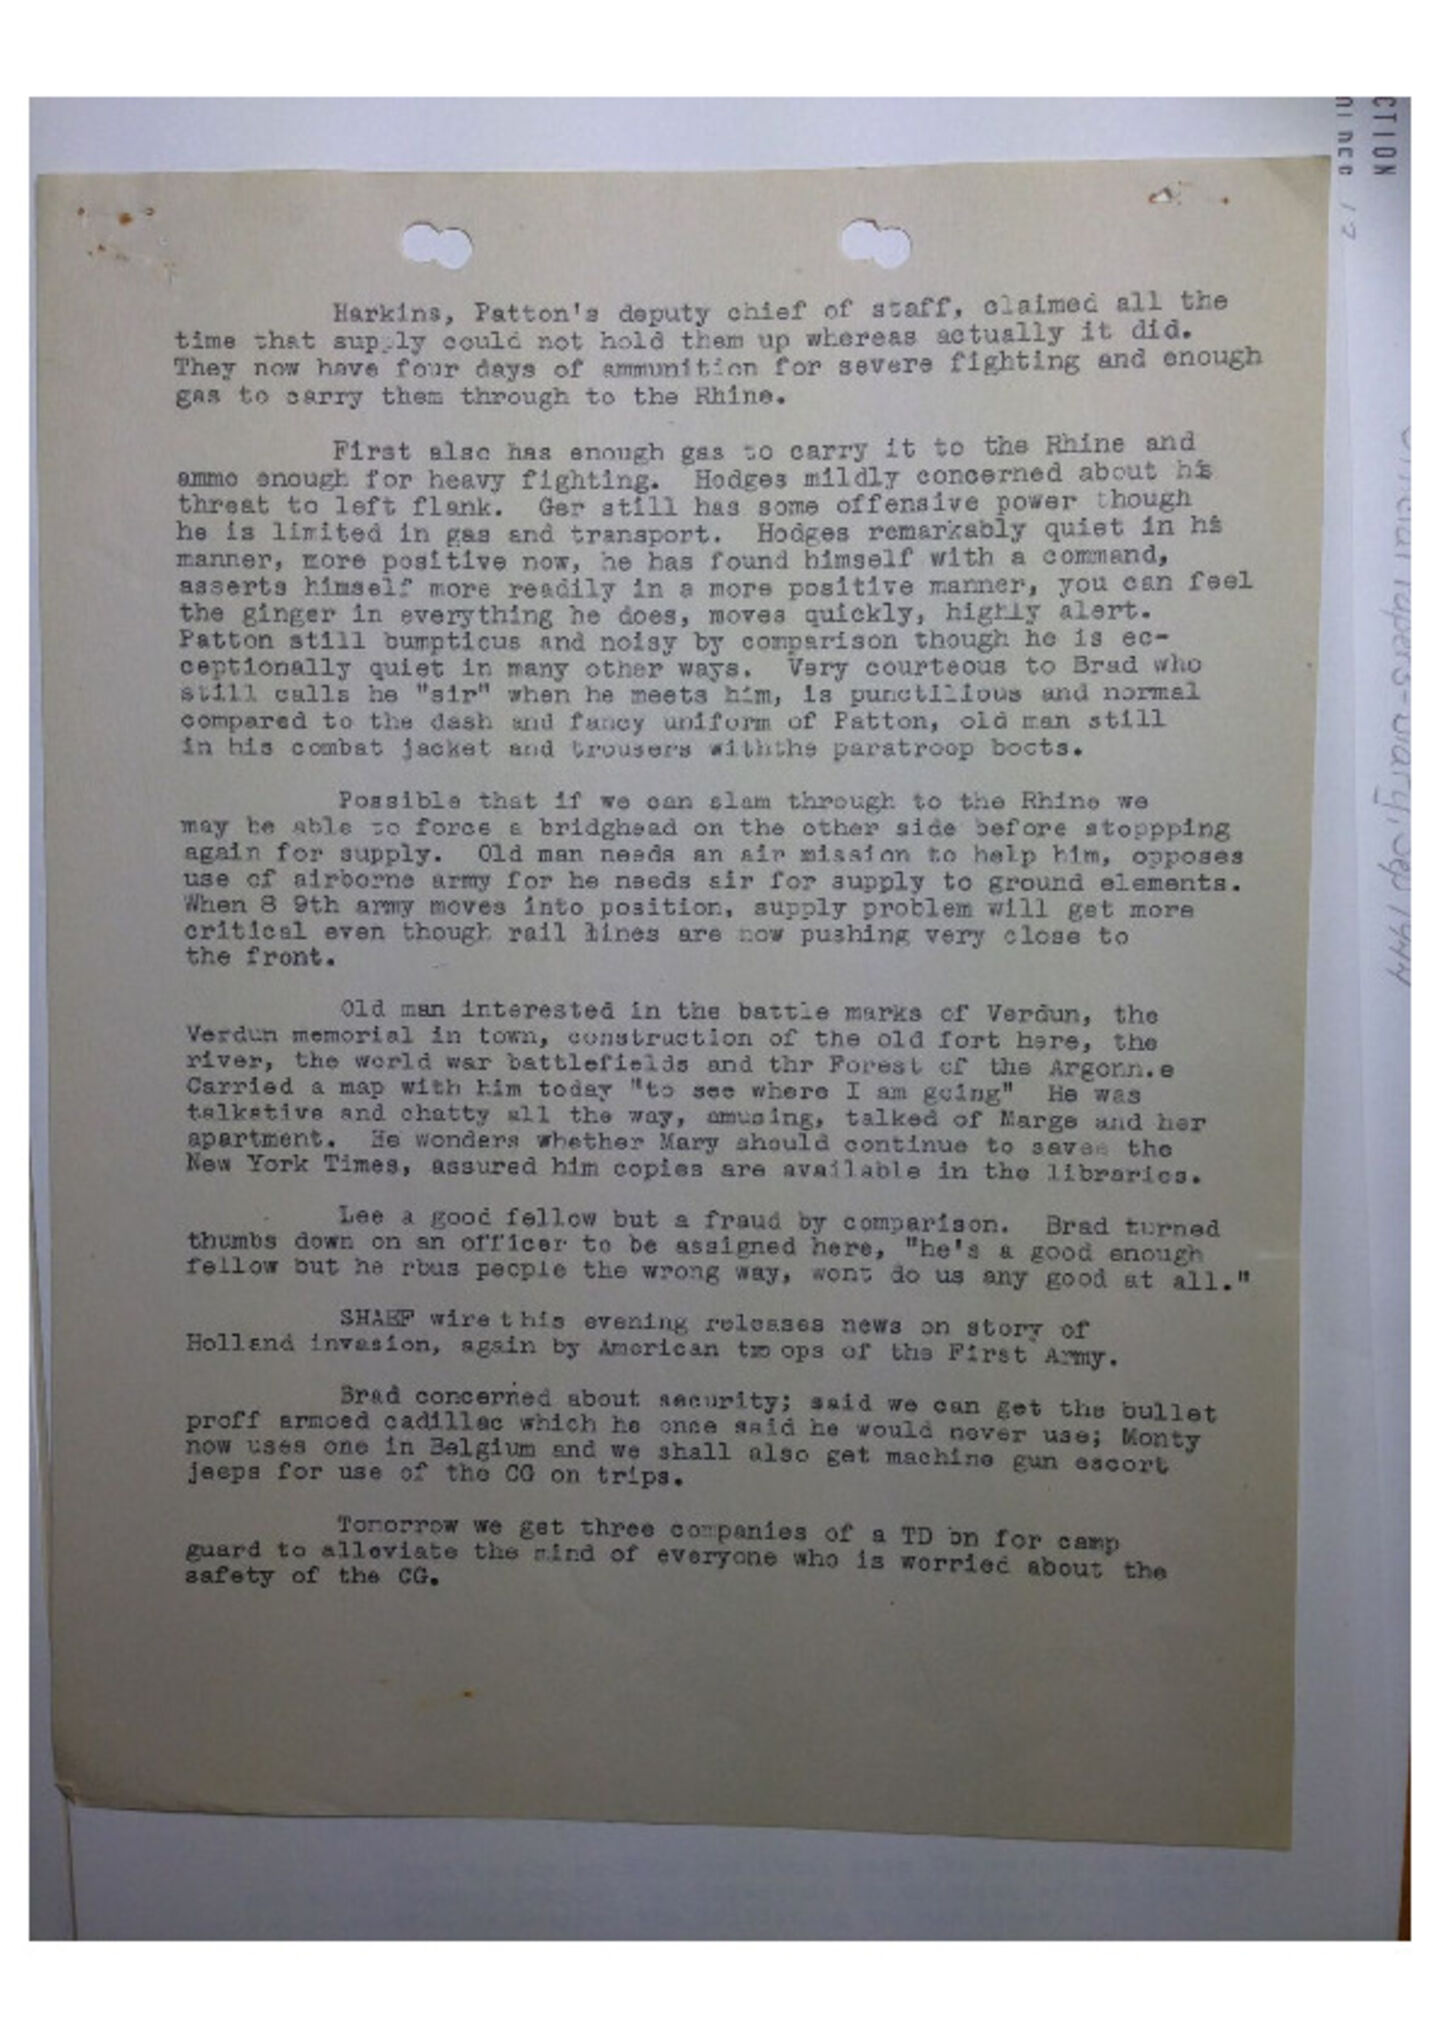 CTION
Official Papers - Diary, Sep 1944
Harkins, Patton's deputy chief of staff, claimed all the
time that supply could not hold them up whereas actually it did.
They now have four days of ammunition for severe fighting and enough
gas to carry them through to the Rhine.
First also has enough gas to carry it to the Rhine and
ammo enough for heavy fighting. Hodges mildly concerned about his
threat to left flank. Ger still has some offensive power though
he is limited in gas and transport. Hodges remarkably quiet in his
manner, more positive now, he has found himself with a command,
asserts himself more readily in a more positive manner, you can feel
the ginger in everything he does, moves quickly, highly alert.
Patton still bumpticus and noisy by comparison though he is ec-
ceptionally quiet in many other ways. Very courteous to Brad who
still calls he "sir" when he meets him, is punctilious and normal
compared to the dash and fancy uniform of Patton, old man still
in his combat jacket and trousers withths paratroop boots.
Possible that if we can slam through to the Rhine we
may be able to force a bridghead on the other side before stoppping
again for supply. Old man needs an air mission to help him, opposes
use of airborne army for he needs air for supply to ground elements.
When 8 9th army moves into position, supply problem will get more
critical even though rail lines are now pushing very close to
the front.
Old man interested in the battle marks of Verdun, the
Verdun memorial in town, construction of the old fort here, the
river, the world war battlefields and thr Forest of the Argonn.e
Carried a map with him today "to see where I am going" He was
talkative and chatty all the way, amusing, talked of Marge and her
apartment. He wonders whether Mary should continue to saves the
New York Times, assured him copies are available in the libraries.
Lee a good fellow but a fraud by comparison. Brad turned
thumbs down on an officer to be assigned here, "he's a good enough
fellow but he rbus people the wrong way, wont do us any good at all."
SHAEF wire this evening releases news on story of
Holland invasion, again by American troops of the First Army.
Brad concerned about security; said we can get the bullet
proff armoed cadillac which he once said he would never use; Monty
now uses one in Belgium and we shall also get machine gun escort
jeeps for use of the CG on trips.
Tomorrow we get three companies of a TD bn for camp
guard to alleviate the mind of everyone who is worried about the
safety of the CG.